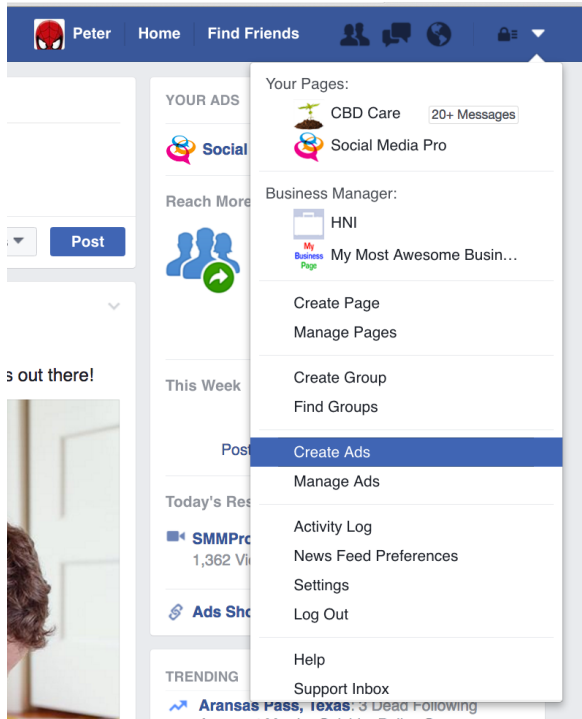 Peter
Home
Find Friends
YOUR ADS
Social
Reach More
Post
s out there!
This Week
Post
Today's Res
SMMPro
1,362 Vi
Ads Sho
TRENDING
Aransas Pass, Texas: 3 Dead Following
Your Pages:
CBD Care
20+ Messages
Social Media Pro
Business Manager:
HNI
My
Business
Page
My Most Awesome Busin...
Create Page
Manage Pages
Create Group
Find Groups
Create Ads
Manage Ads
Activity Log
News Feed Preferences
Settings
Log Out
Help
Support Inbox